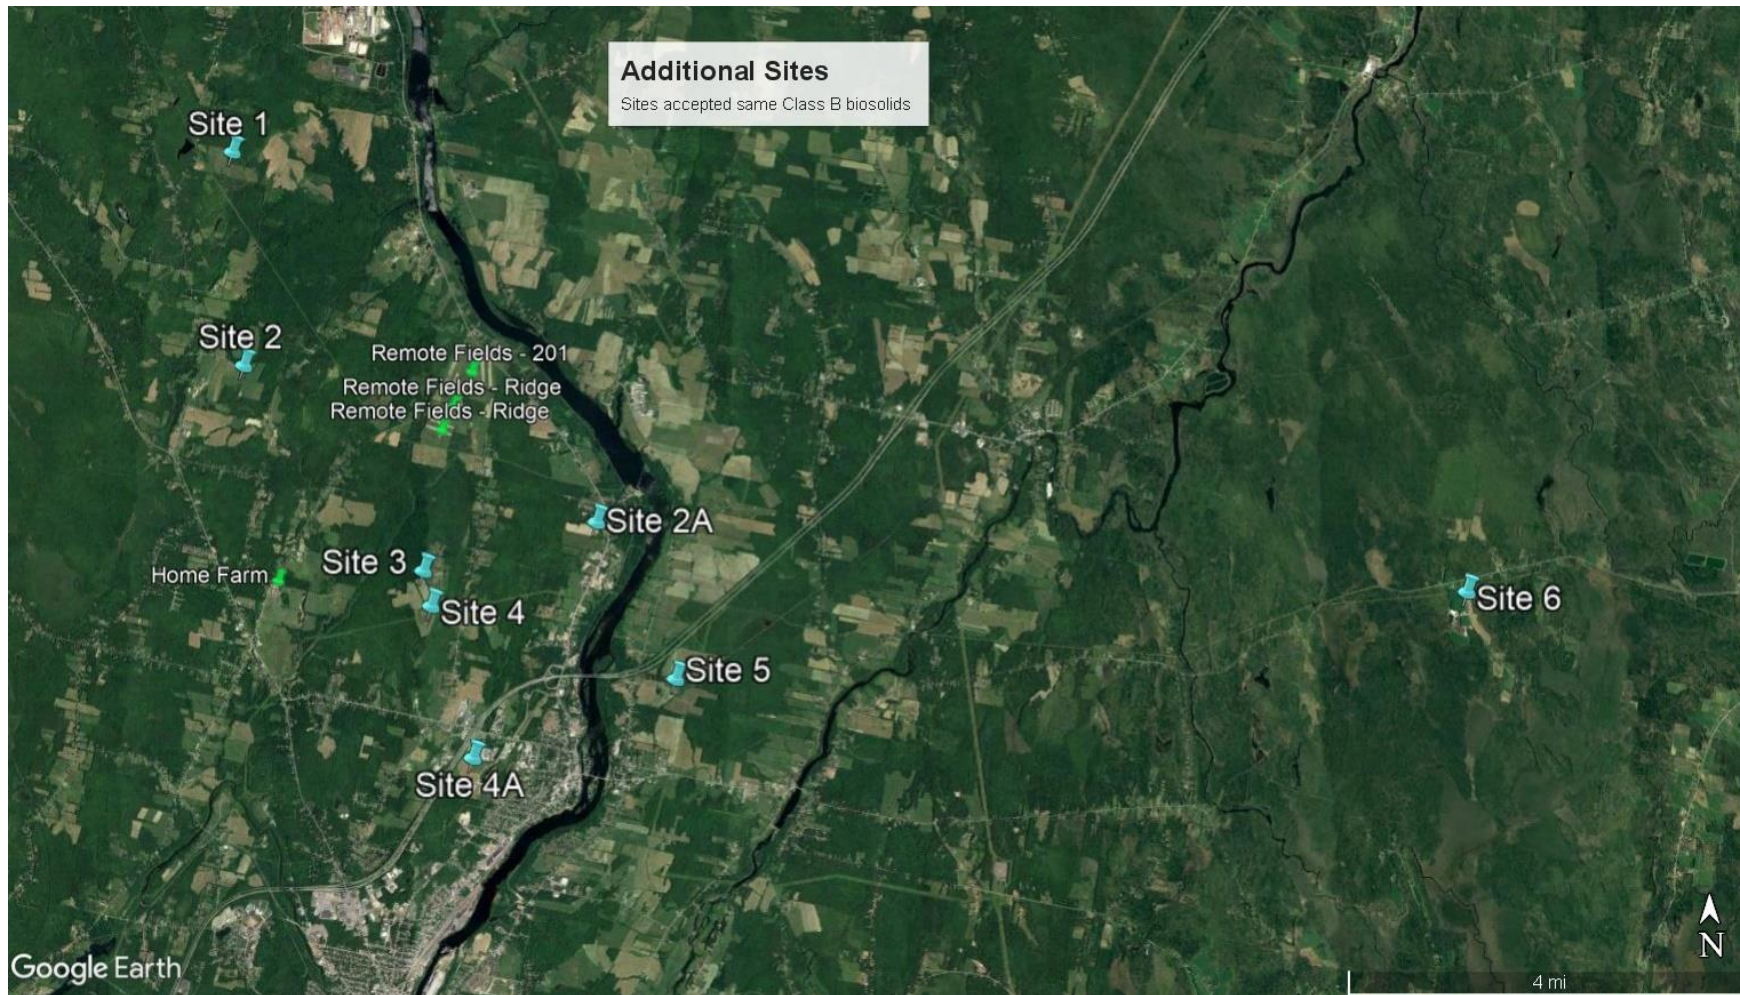 Additional Sites
Sites accepted same Class B biosolids
Site 1
Site 2
Remote Fields - 201
Remote Fields - Ridge
Remote Fields - Ridge
Site 2A
Site 3
Home Farm
Site 4
Site 6
Site 5
Site 4A
N
Google Earth
4 mi